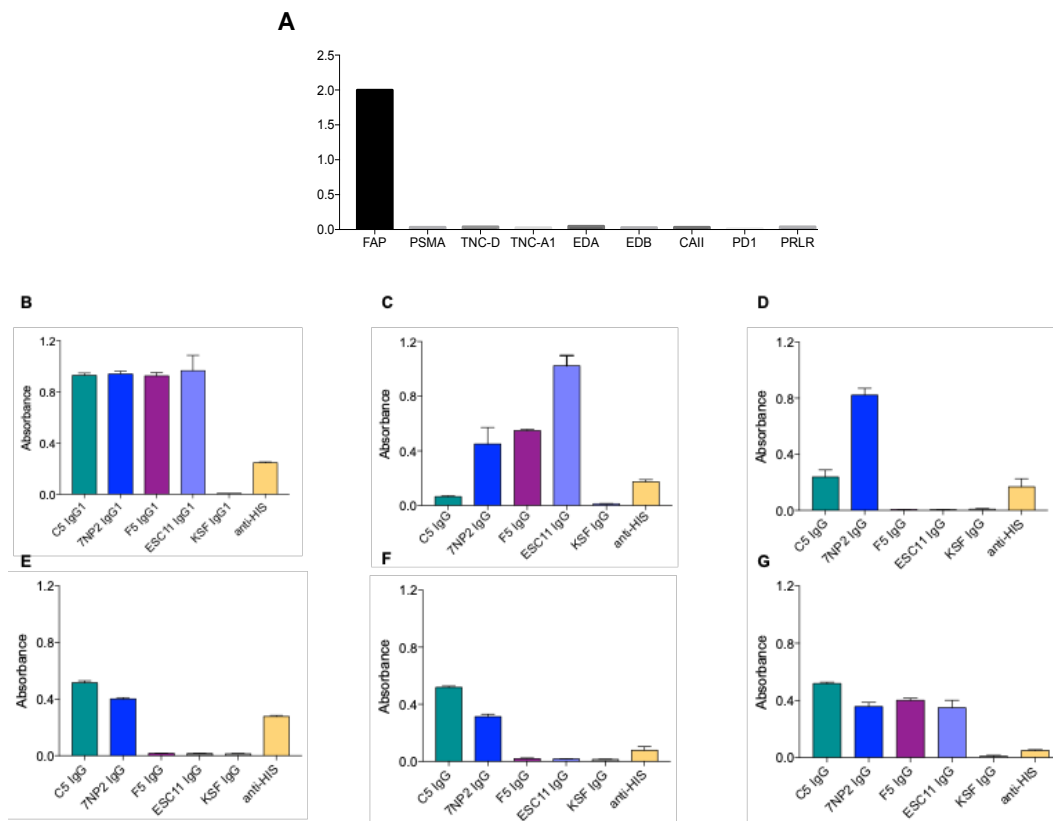 A
2.5
2.0
1.5
1.0
0.5
0.0
FAP PSMA TNC-D TNC-A1 EDA EDB CAII PD1 PRLR
B
Absorbance
1.2
0.8
0.4
0.0
C5 IgG1 7NP2 IgG1 F5 IgG1 ESC11 IgG1 KSF IgG1 anti-HIS
C
Absorbance
1.2
0.8
0.4
0.0
C5 IgG 7NP2 IgG F5 IgG ESC11 IgG KSF IgG anti-HIS
D
Absorbance
1.2
0.8
0.4
0.0
C5 IgG 7NP2 IgG F5 IgG ESC11 IgG KSF IgG anti-HIS
E
Absorbance
1.2
0.8
0.4
0.0
C5 IgG 7NP2 IgG F5 IgG ESC11 IgG KSF IgG anti-HIS
F
Absorbance
1.2
0.8
0.4
0.0
C5 IgG 7NP2 IgG F5 IgG ESC11 IgG KSF IgG anti-HIS
G
Absorbance
1.2
0.8
0.4
0.0
C5 IgG 7NP2 IgG F5 IgG ESC11 IgG KSF IgG anti-HIS